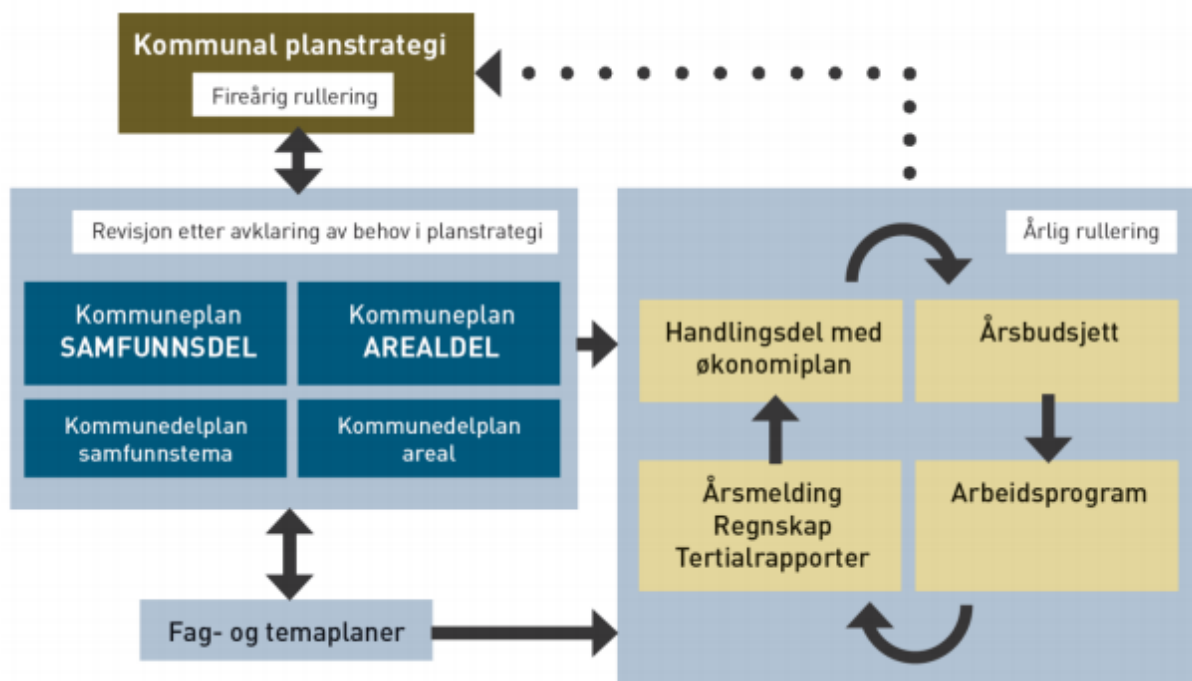 Kommunal planstrategi
Fireårig rullering
Revisjon etter avklaring av behov i planstrategi
Kommuneplan
SAMFUNNSDEL
Kommuneplan
AREALDEL
Kommunedelplan
samfunnstema
Kommunedelplan
areal
Fag- og temaplaner
Årlig rullering
Handlingsdel med
økonomiplan
Årsbudsjett
Årsmelding
Regnskap
Tertialrapporter
Arbeidsprogram